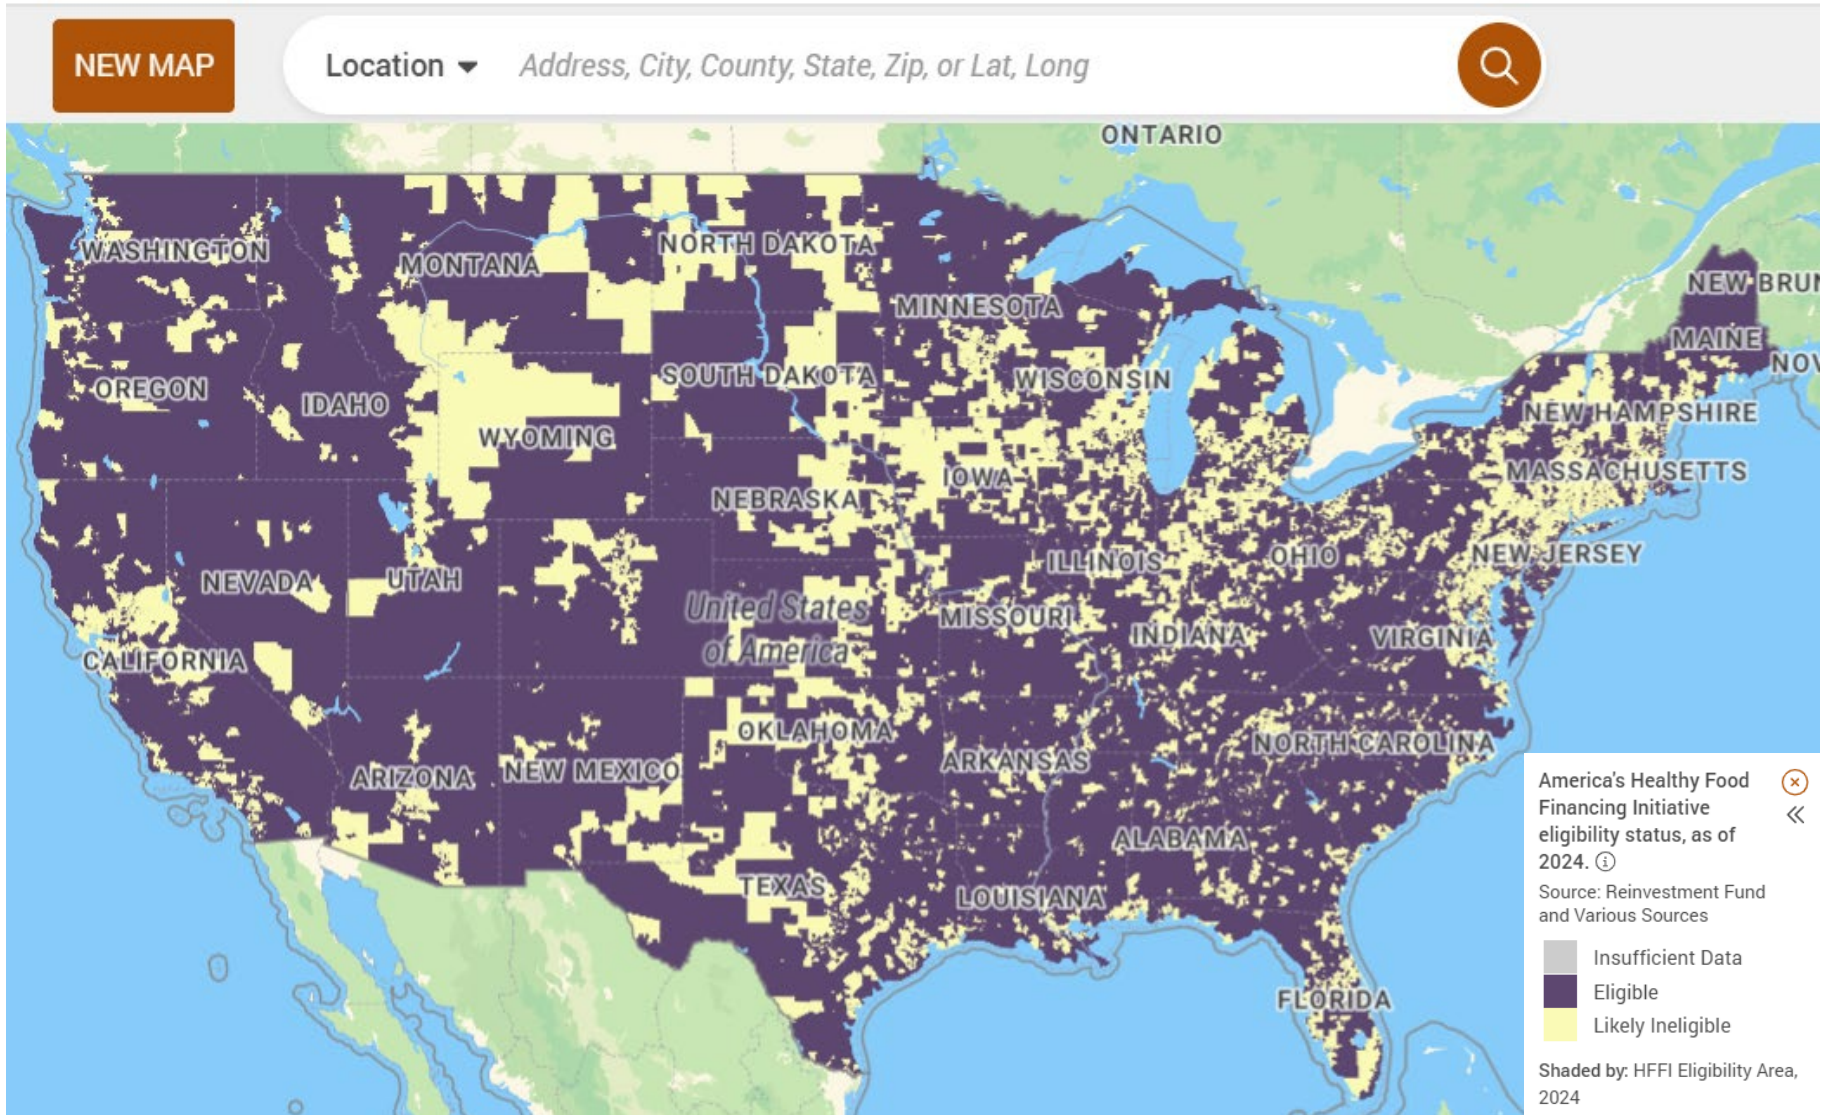 NEW MAP
Location
Address, City, County, State, Zip, or Lat, Long
ONTARIO
WASHINGTON
MONTANA
NORTH DAKOTA
MINNESOTA
NEW BRUN
MAINE
NOV
OREGON
IDAHO
SOUTH DAKOTA
WISCONSIN
NEW HAMPSHIRE
WYOMING
MASSACHUSETTS
IOWA
NEBRASKA
NEVADA
UTAH
ILLINOIS
OHIO
NEW JERSEY
United States
of America
MISSOURI
INDIANA
VIRGINIA
CALIFORNIA
OKLAHOMA
ARKANSAS
NORTH CAROLINA
ARIZONA
NEW MEXICO
ALABAMA
TEXAS
LOUISIANA
FLORIDA
America's Healthy Food
Financing Initiative
eligibility status, as of
2024.
Source: Reinvestment Fund
and Various Sources
Insufficient Data
Eligible
Likely Ineligible
Shaded by: HFFI Eligibility Area,
2024